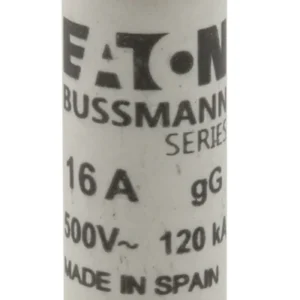 EATON
BUSSMANN
SERIES
16 A gG
500V~ 120 kA
MADE IN SPAIN